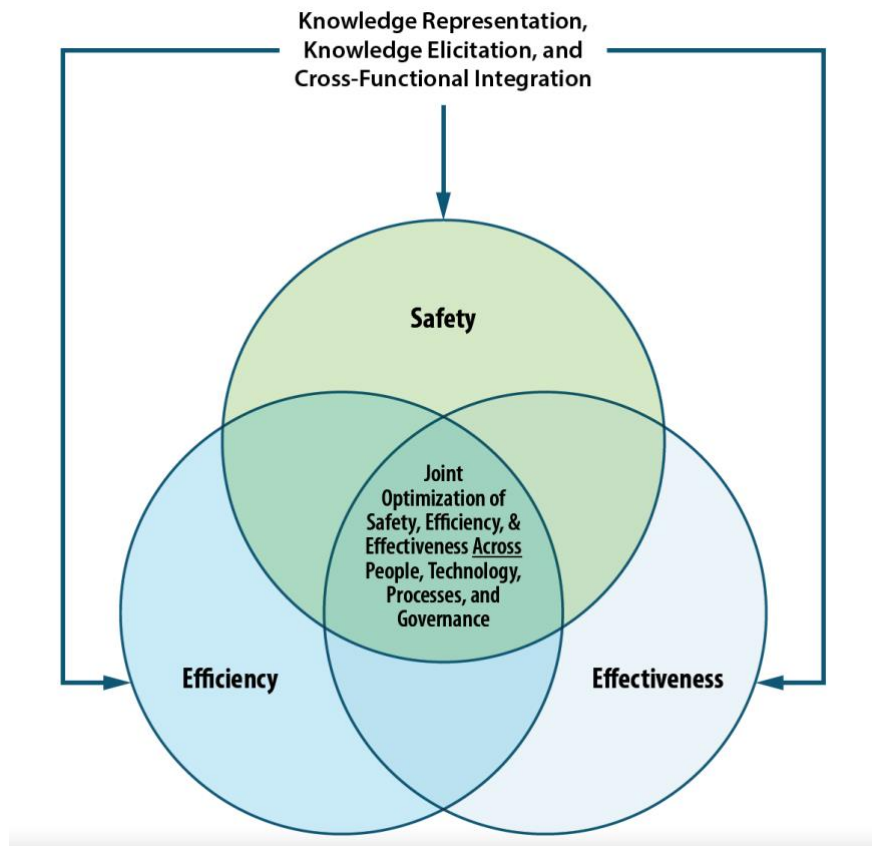 Knowledge Representation,
Knowledge Elicitation, and
Cross-Functional Integration
Safety
Joint
Optimization of
Safety, Efficiency, &
Effectiveness Across
People, Technology,
Processes, and
Governance
Efficiency
Effectiveness